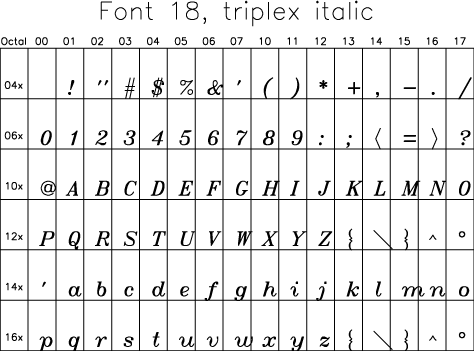 Font 18, triplex italic
Octal 00 01 02 03 04 05 06 07 10 11 12 13 14 15 16 17
04x ! " # $ % & ' ( ) * + , - . /
06x 0 1 2 3 4 5 6 7 8 9 : ; ⟨ = ⟩ ?
10x @ A B C D E F G H I J K L M N O
12x P Q R S T U V W X Y Z { \ } ^ °
14x ' a b c d e f g h i j k l m n o
16x p q r s t u v w x y z { \ } ^ °